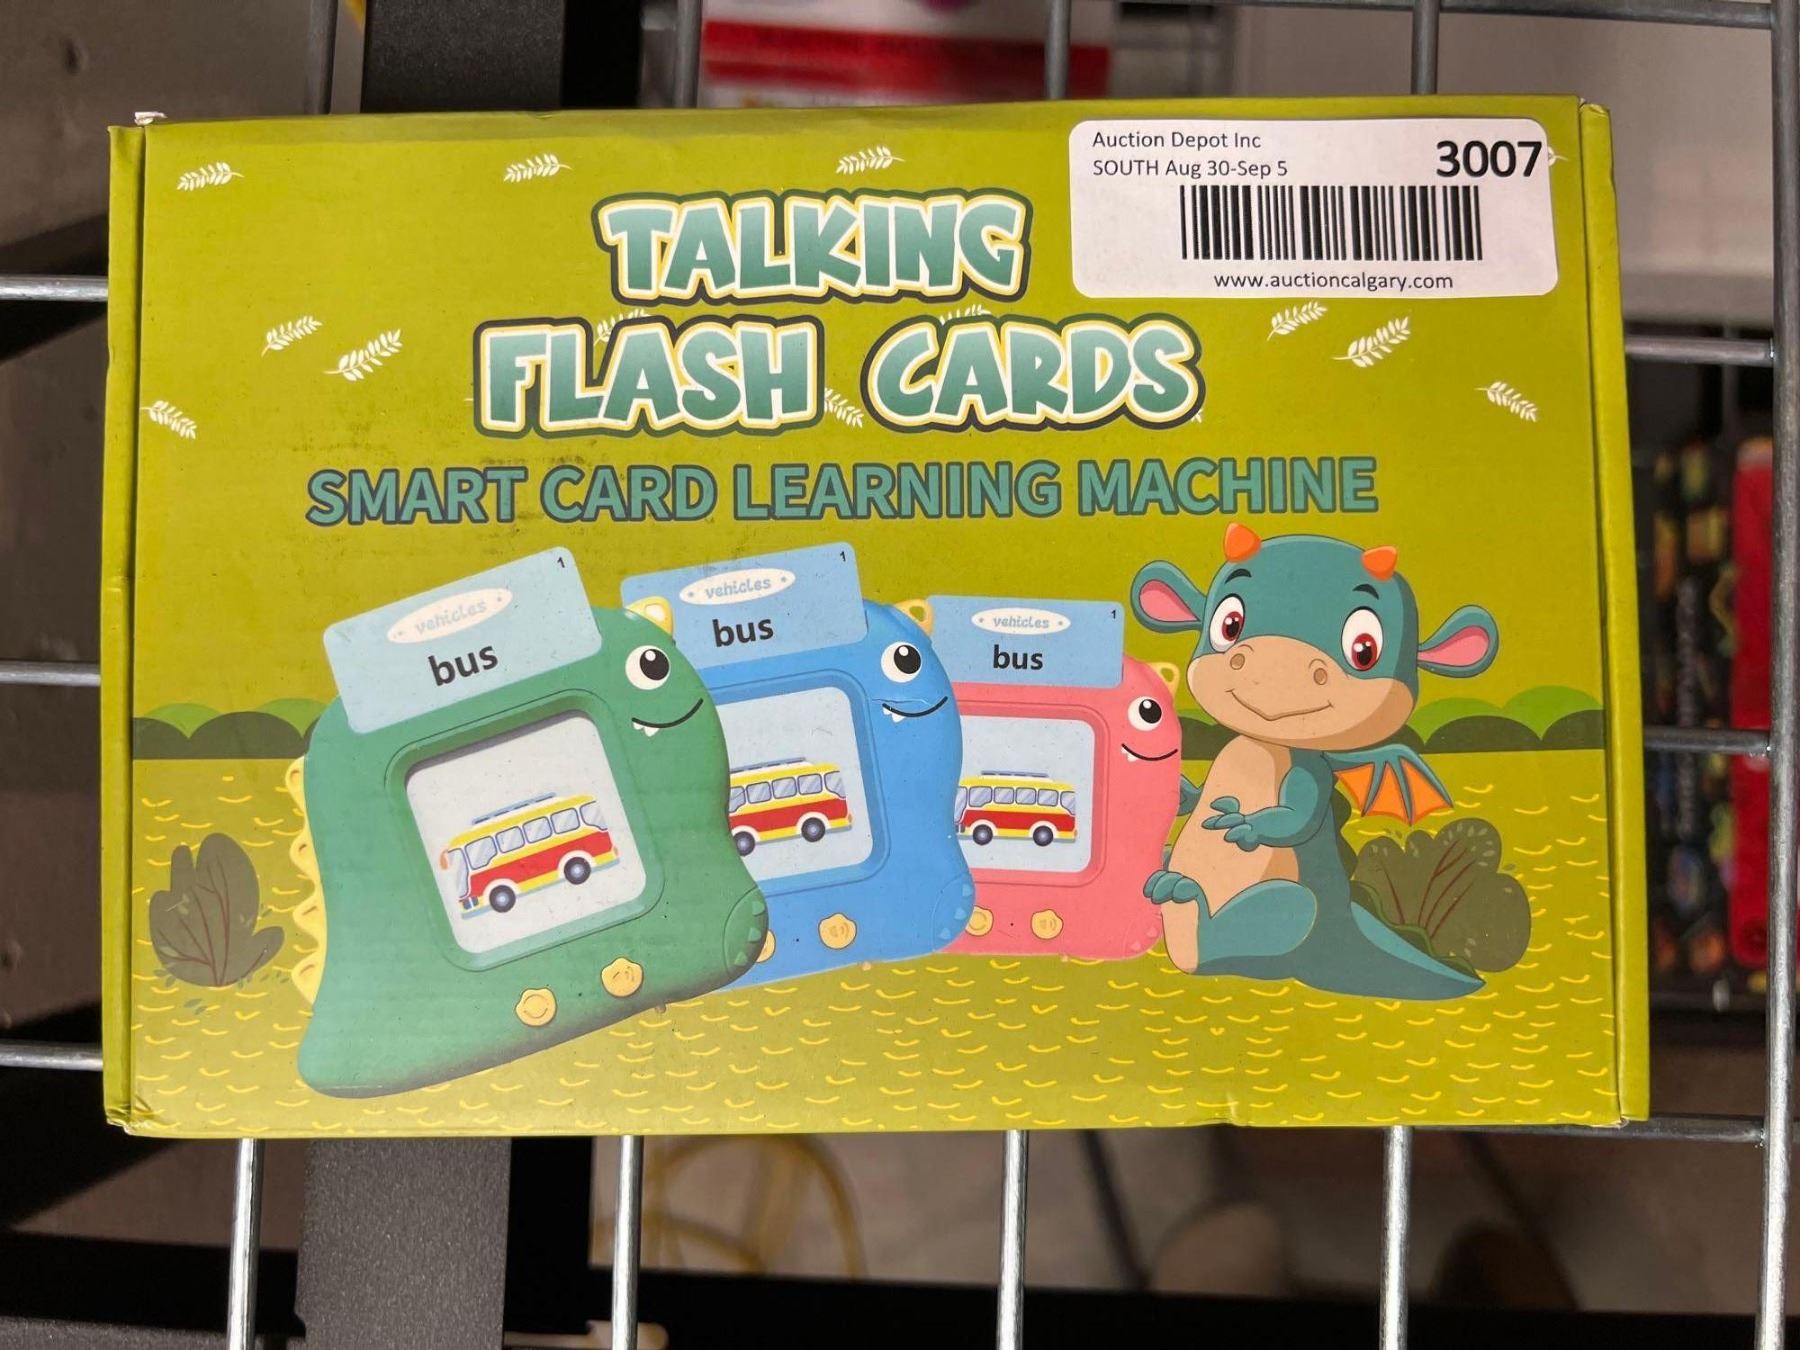 Auction Depot Inc
SOUTH Aug 30-Sep 5
3007
www.auctioncalgary.com
TALKING
FLASH CARDS
SMART CARD LEARNING MACHINE
1
vehicles
bus
1
vehicles
bus
1
vehicles
bus